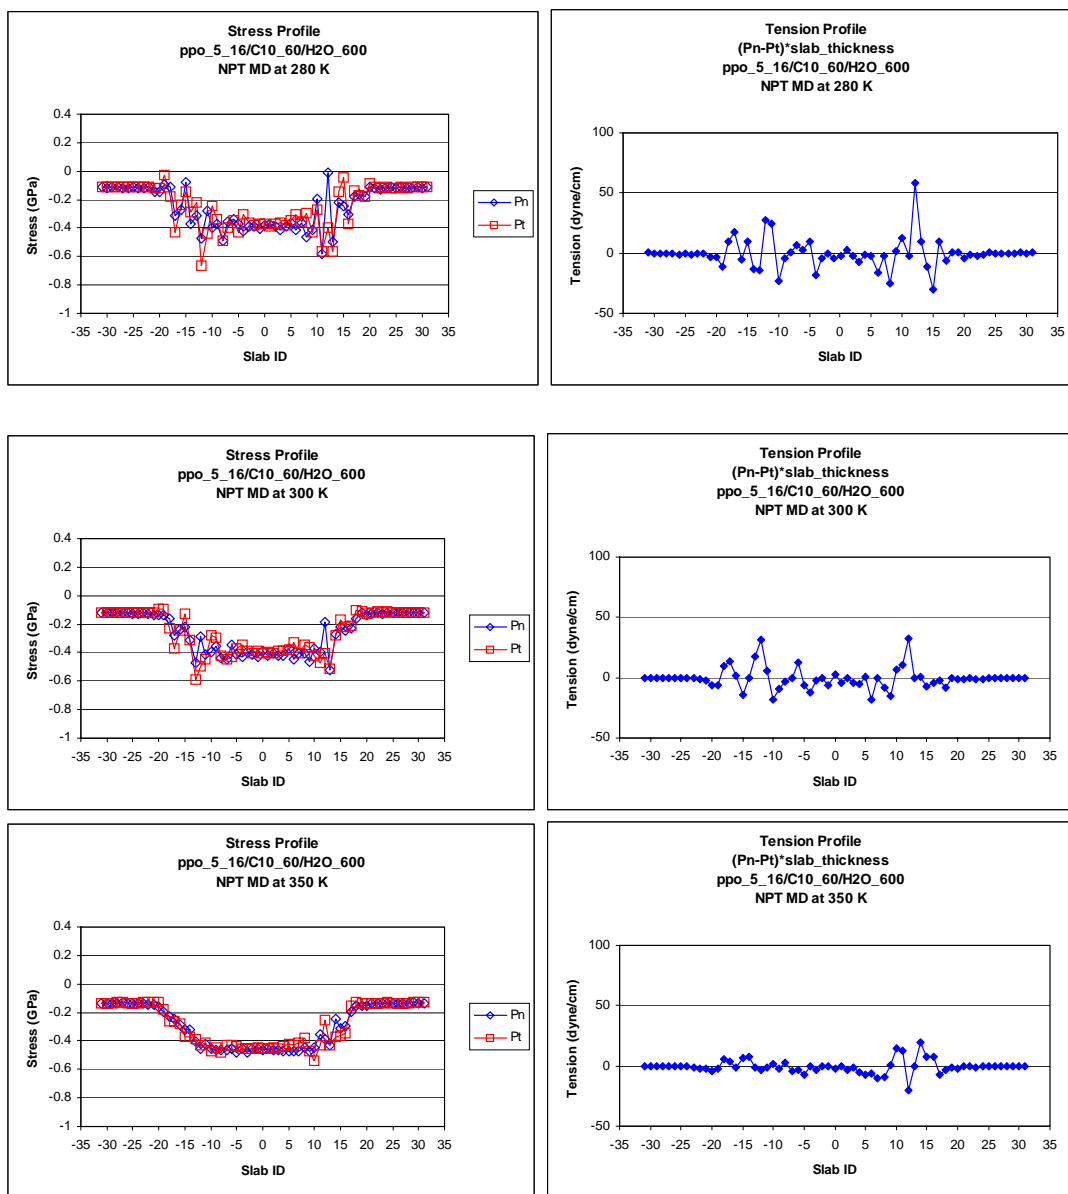 Stress Profile
ppo_5_16/C10_60/H2O_600
NPT MD at 280 K
0.4
0.2
0
-0.2
-0.4
-0.6
-0.8
-1
-35 -30 -25 -20 -15 -10 -5 0 5 10 15 20 25 30 35
Stress (GPa)
Slab ID
Pn
Pt
Tension Profile
(Pn-Pt)*slab_thickness
ppo_5_16/C10_60/H2O_600
NPT MD at 280 K
100
50
0
-50
-35 -30 -25 -20 -15 -10 -5 0 5 10 15 20 25 30 35
Tension (dyne/cm)
Slab ID
Stress Profile
ppo_5_16/C10_60/H2O_600
NPT MD at 300 K
0.4
0.2
0
-0.2
-0.4
-0.6
-0.8
-1
-35 -30 -25 -20 -15 -10 -5 0 5 10 15 20 25 30 35
Stress (GPa)
Slab ID
Pn
Pt
Tension Profile
(Pn-Pt)*slab_thickness
ppo_5_16/C10_60/H2O_600
NPT MD at 300 K
100
50
0
-50
-35 -30 -25 -20 -15 -10 -5 0 5 10 15 20 25 30 35
Tension (dyne/cm)
Slab ID
Stress Profile
ppo_5_16/C10_60/H2O_600
NPT MD at 350 K
0.4
0.2
0
-0.2
-0.4
-0.6
-0.8
-1
-35 -30 -25 -20 -15 -10 -5 0 5 10 15 20 25 30 35
Stress (GPa)
Slab ID
Pn
Pt
Tension Profile
(Pn-Pt)*slab_thickness
ppo_5_16/C10_60/H2O_600
NPT MD at 350 K
100
50
0
-50
-35 -30 -25 -20 -15 -10 -5 0 5 10 15 20 25 30 35
Tension (dyne/cm)
Slab ID